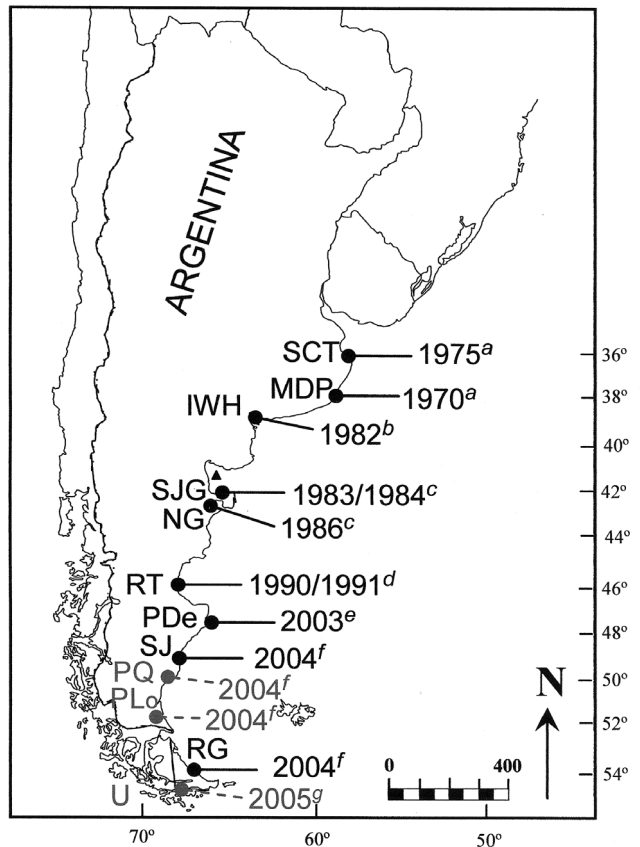 ARGENTINA
SCT 1975ᵃ
36º
MDP 1970ᵃ
38º
IWH 1982ᵇ
40º
SJG 1983/1984ᶜ
42º
NG 1986ᶜ
44º
RT 1990/1991ᵈ
46º
PDe 2003ᵉ
48º
SJ 2004ᶠ
PQ 2004ᶠ
50º
PLo 2004ᶠ
52º
N
RG 2004ᶠ
0 400
54º
U 2005ᵍ
70º 60º 50º